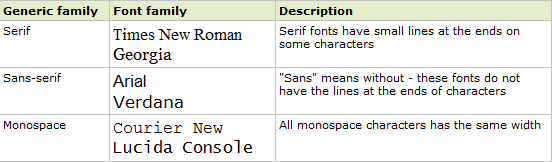 Generic family Font family Description
Serif Times New Roman Serif fonts have small lines at the ends on
Georgia some characters
Sans-serif Arial "Sans" means without - these fonts do not
Verdana have the lines at the ends of characters
Monospace Courier New All monospace characters has the same width
Lucida Console